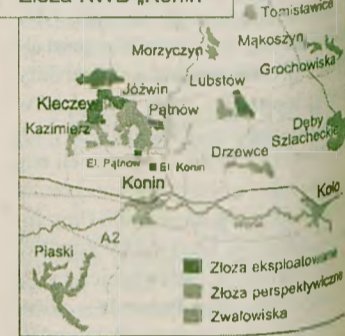 Złoża KWB „Konin"
Tomisławice
Morzyczyn
Mąkoszyn
Grochowiska
Lubstów
Jóźwin
Kleczew
Pątnów
Kazimierz
Dęby
Szlacheckie
Drzewce
El. Pątnów
El. Konin
Konin
Koło
A2
Piaski
Złoża eksploatowane
Złoża perspektywiczne
Zwałowiska